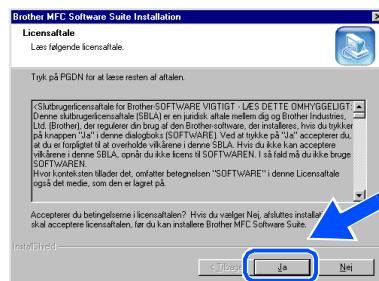 Brother MFC Software Suite Installation
Licensaftale
Læs følgende licensaftale.
Tryk på PGDN for at læse resten af aftalen.
<Slutbrugerlicensaftale for Brother-SOFTWARE VIGTIGT - LÆS DETTE OMHYGGELIGT:
Denne slutbrugerlicensaftale (SBLA) er en juridisk aftale mellem dig og Brother Industries,
Ltd. (Brother), der regulerer din brug af den Brother-software, der installeres, hvis du trykker
på knappen "Ja" i denne dialogboks (SOFTWARE). Ved at trykke på "Ja" accepterer du,
at du er forpligtet til at overholde vilkårene i denne SBLA. Hvis du ikke kan acceptere
vilkårene i denne SBLA, opnår du ikke licens til SOFTWAREN. I så fald må du ikke bruge
SOFTWAREN.
Hvor konteksten tillader det, omfatter betegnelsen "SOFTWARE" i denne Licensaftale
også det medie, som den er lagret på.
Accepterer du betingelserne i licensaftalen? Hvis du vælger Nej, afsluttes
skal acceptere licensaftalen, før du kan installere Brother MFC Software Suite.
InstallShield
< Tilbage
Ja
Nej